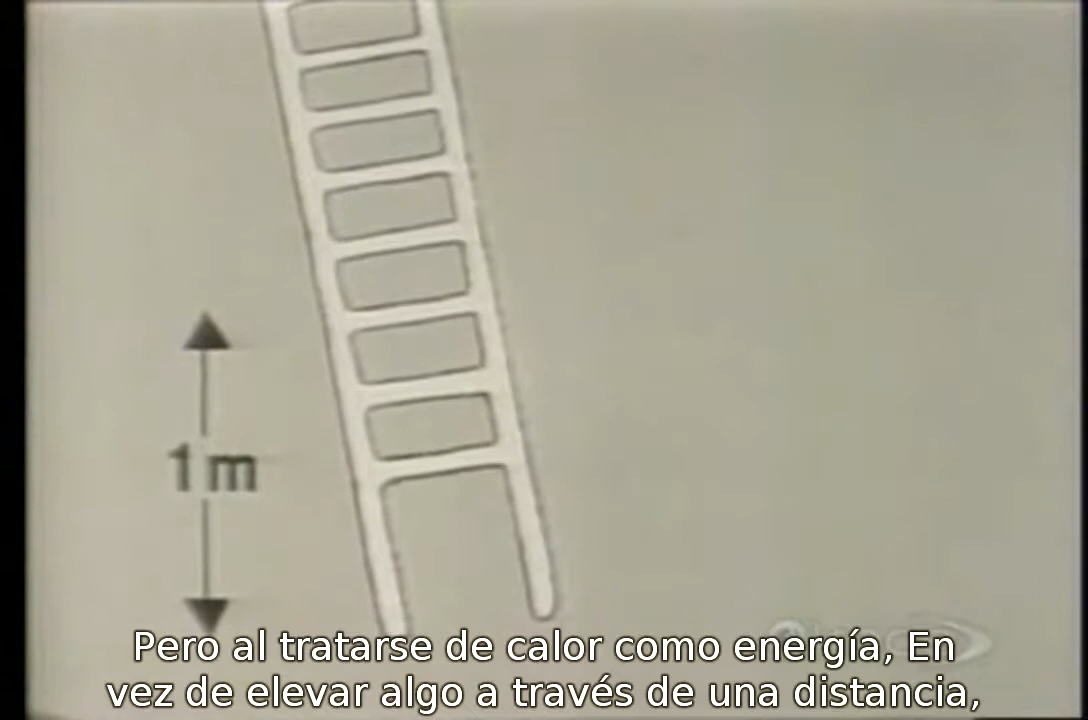 1 m
Pero al tratarse de calor como energía, En
vez de elevar algo a través de una distancia,